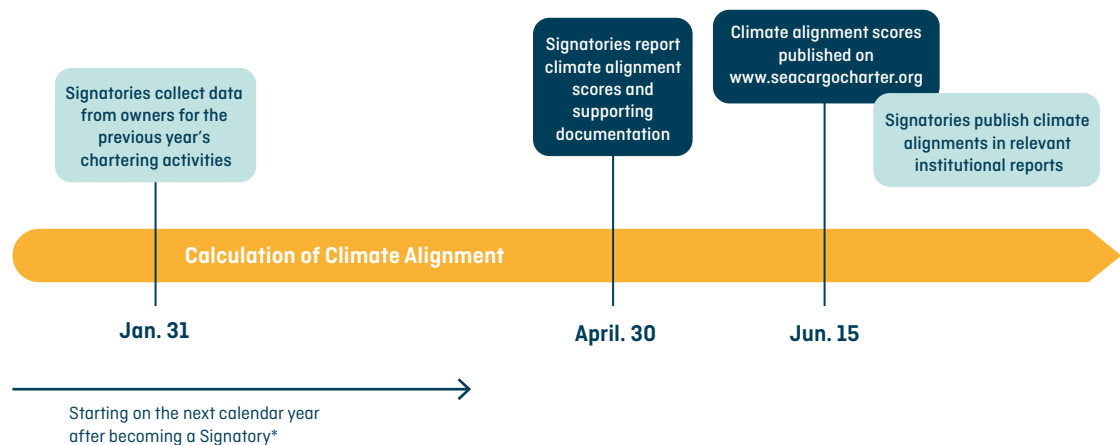 Signatories collect data
from owners for the
previous year's
chartering activities
Signatories report
climate alignment
scores and
supporting
documentation
Climate alignment scores
published on
www.seacargocharter.org
Signatories publish climate
alignments in relevant
institutional reports
Calculation of Climate Alignment
Jan. 31
April. 30
Jun. 15
Starting on the next calendar year
after becoming a Signatory*